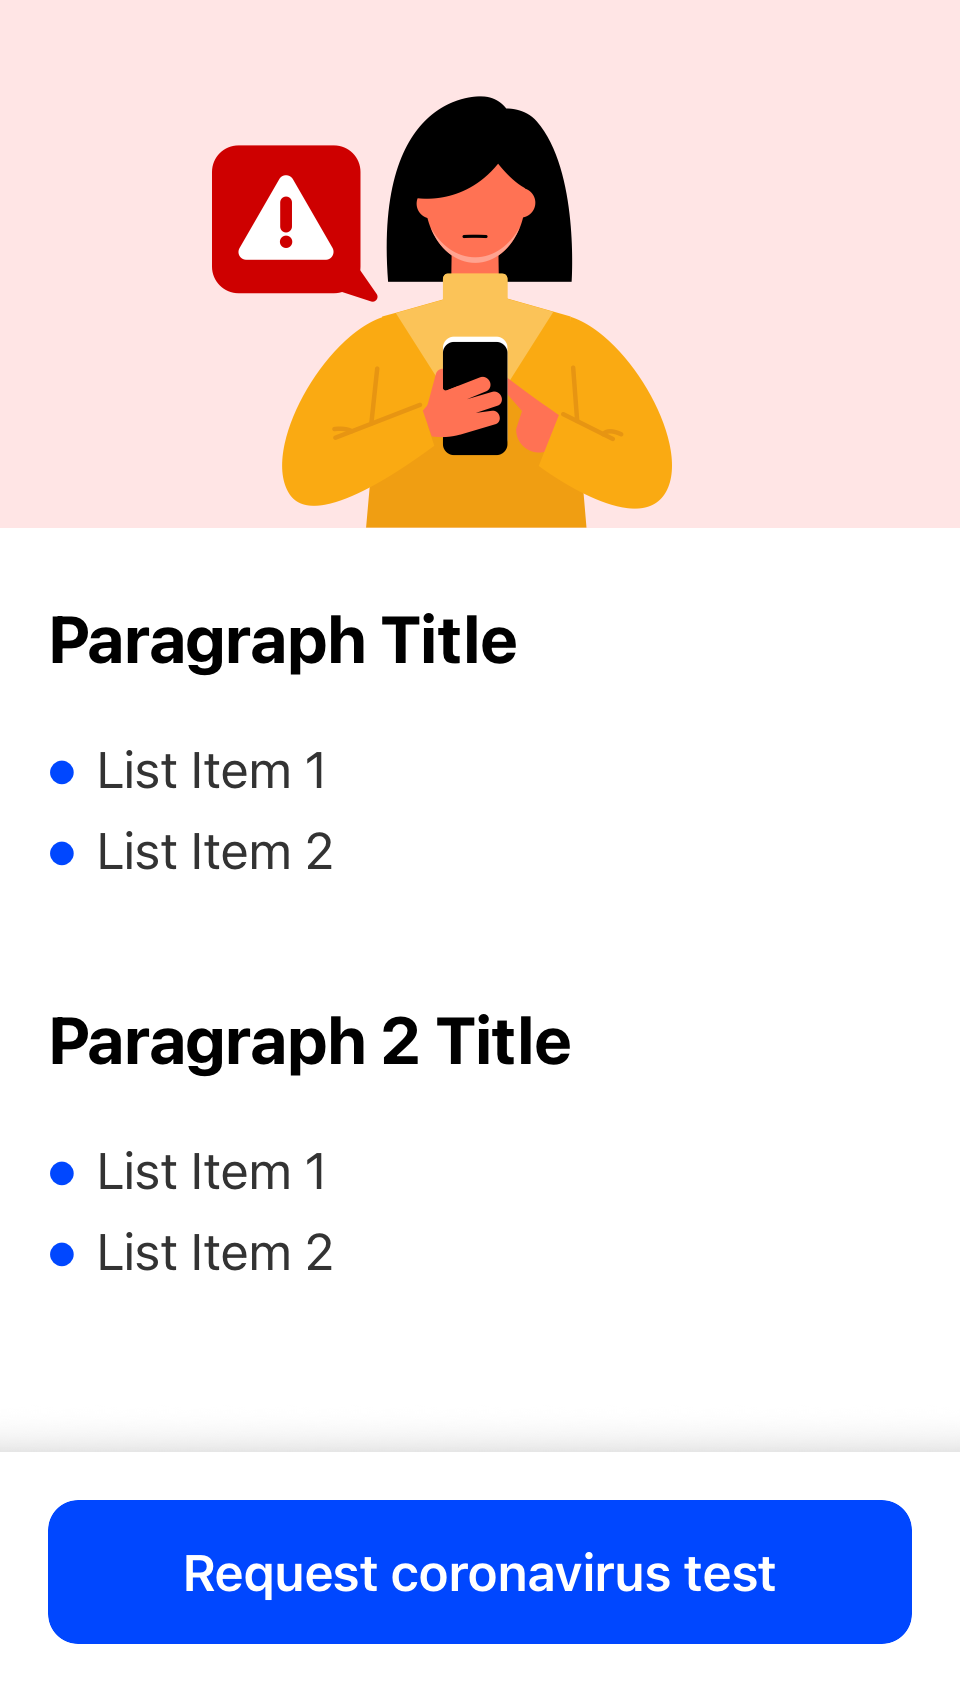 Paragraph Title
List Item 1
List Item 2
Paragraph 2 Title
List Item 1
List Item 2
Request coronavirus test